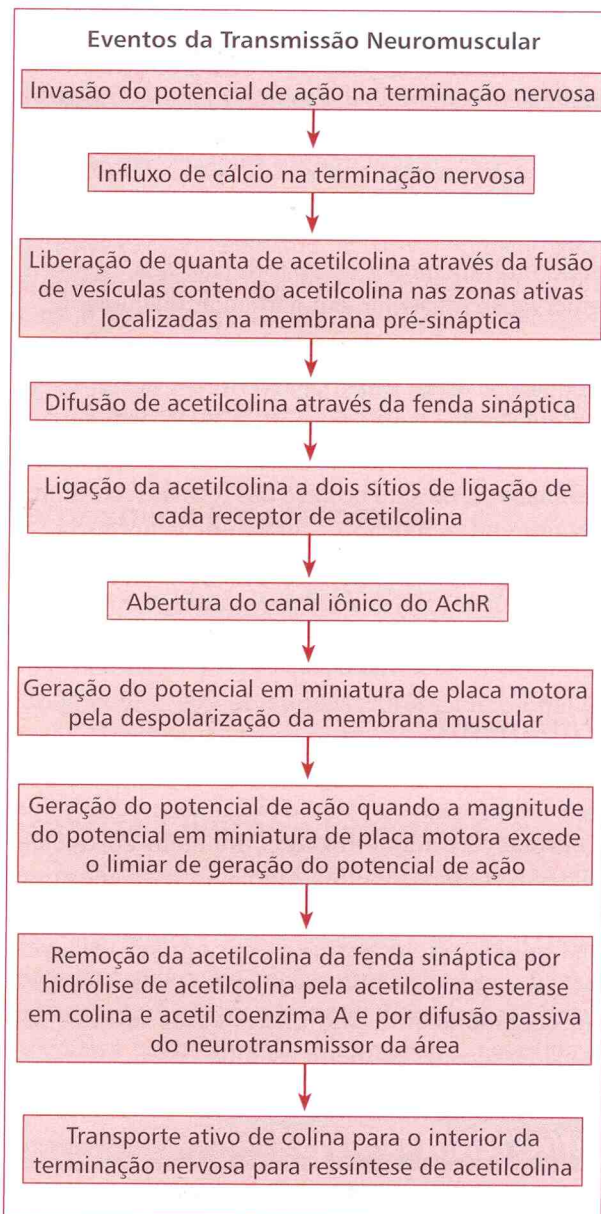 Eventos da Transmissão Neuromuscular
Invasão do potencial de ação na terminação nervosa
Influxo de cálcio na terminação nervosa
Liberação de quanta de acetilcolina através da fusão
de vesículas contendo acetilcolina nas zonas ativas
localizadas na membrana pré-sináptica
Difusão de acetilcolina através da fenda sináptica
Ligação da acetilcolina a dois sítios de ligação de
cada receptor de acetilcolina
Abertura do canal iônico do AchR
Geração do potencial em miniatura de placa motora
pela despolarização da membrana muscular
Geração do potencial de ação quando a magnitude
do potencial em miniatura de placa motora excede
o limiar de geração do potencial de ação
Remoção da acetilcolina da fenda sináptica por
hidrólise de acetilcolina pela acetilcolina esterase
em colina e acetil coenzima A e por difusão passiva
do neurotransmissor da área
Transporte ativo de colina para o interior da
terminação nervosa para ressíntese de acetilcolina